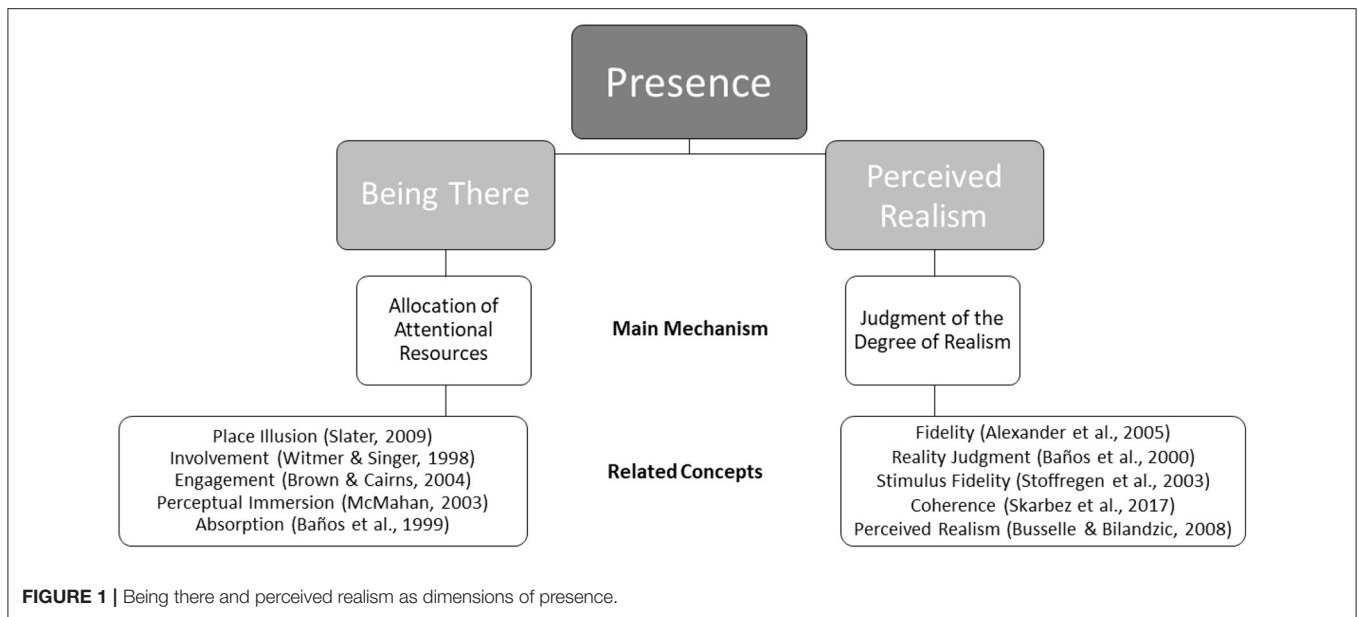 Presence
Being There
Perceived
Realism
Allocation of
Attentional
Resources
Main Mechanism
Judgment of the
Degree of Realism
Place Illusion (Slater, 2009)
Involvement (Witmer & Singer, 1998)
Engagement (Brown & Cairns, 2004)
Perceptual Immersion (McMahan, 2003)
Absorption (Baños et al., 1999)
Related Concepts
Fidelity (Alexander et al., 2005)
Reality Judgment (Baños et al., 2000)
Stimulus Fidelity (Stoffregen et al., 2003)
Coherence (Skarbez et al., 2017)
Perceived Realism (Busselle & Bilandzic, 2008)
FIGURE 1 | Being there and perceived realism as dimensions of presence.